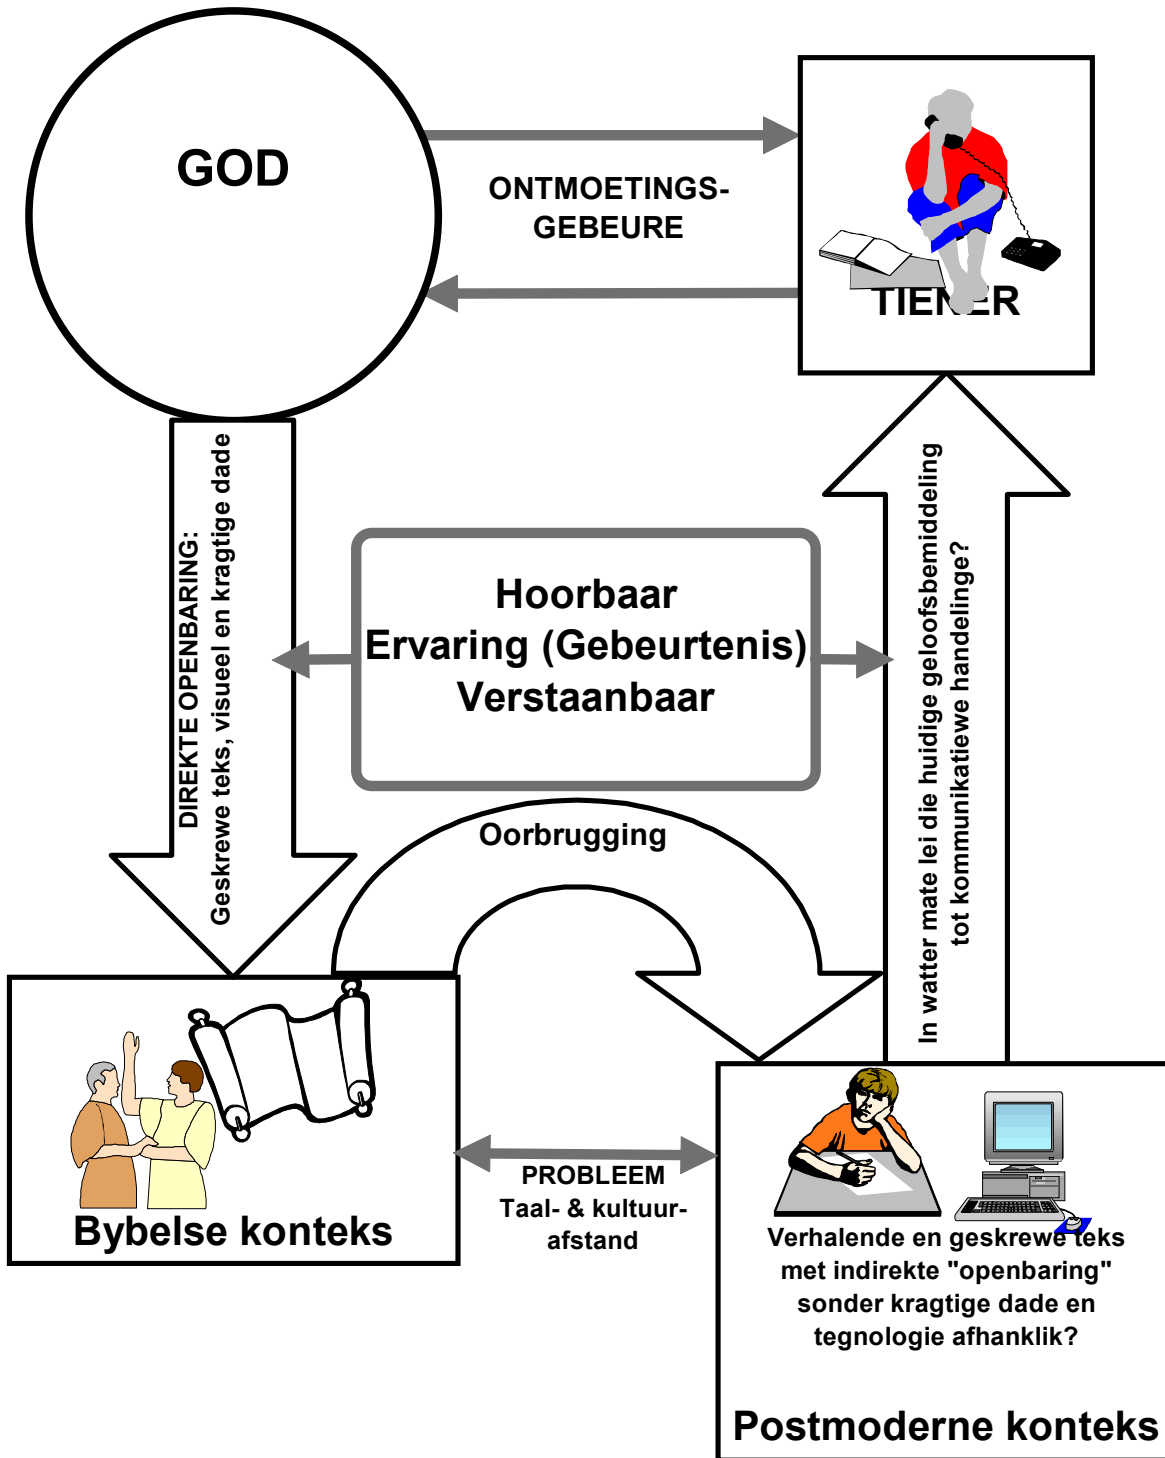 GOD
ONTMOETINGS-
GEBEURE
TIENER
DIREKTE OPENBARING:
Geskrewe teks, visueel en kragtige dade
Hoorbaar
Ervaring (Gebeurtenis)
Verstaanbaar
In watter mate lei die huidige geloofsbemiddeling
tot kommunikatiewe handelinge?
Oorbrugging
Bybelse konteks
PROBLEEM
Taal- & kultuur-
afstand
Verhalende en geskrewe teks
met indirekte "openbaring"
sonder kragtige dade en
tegnologie afhanklik?
Postmoderne konteks